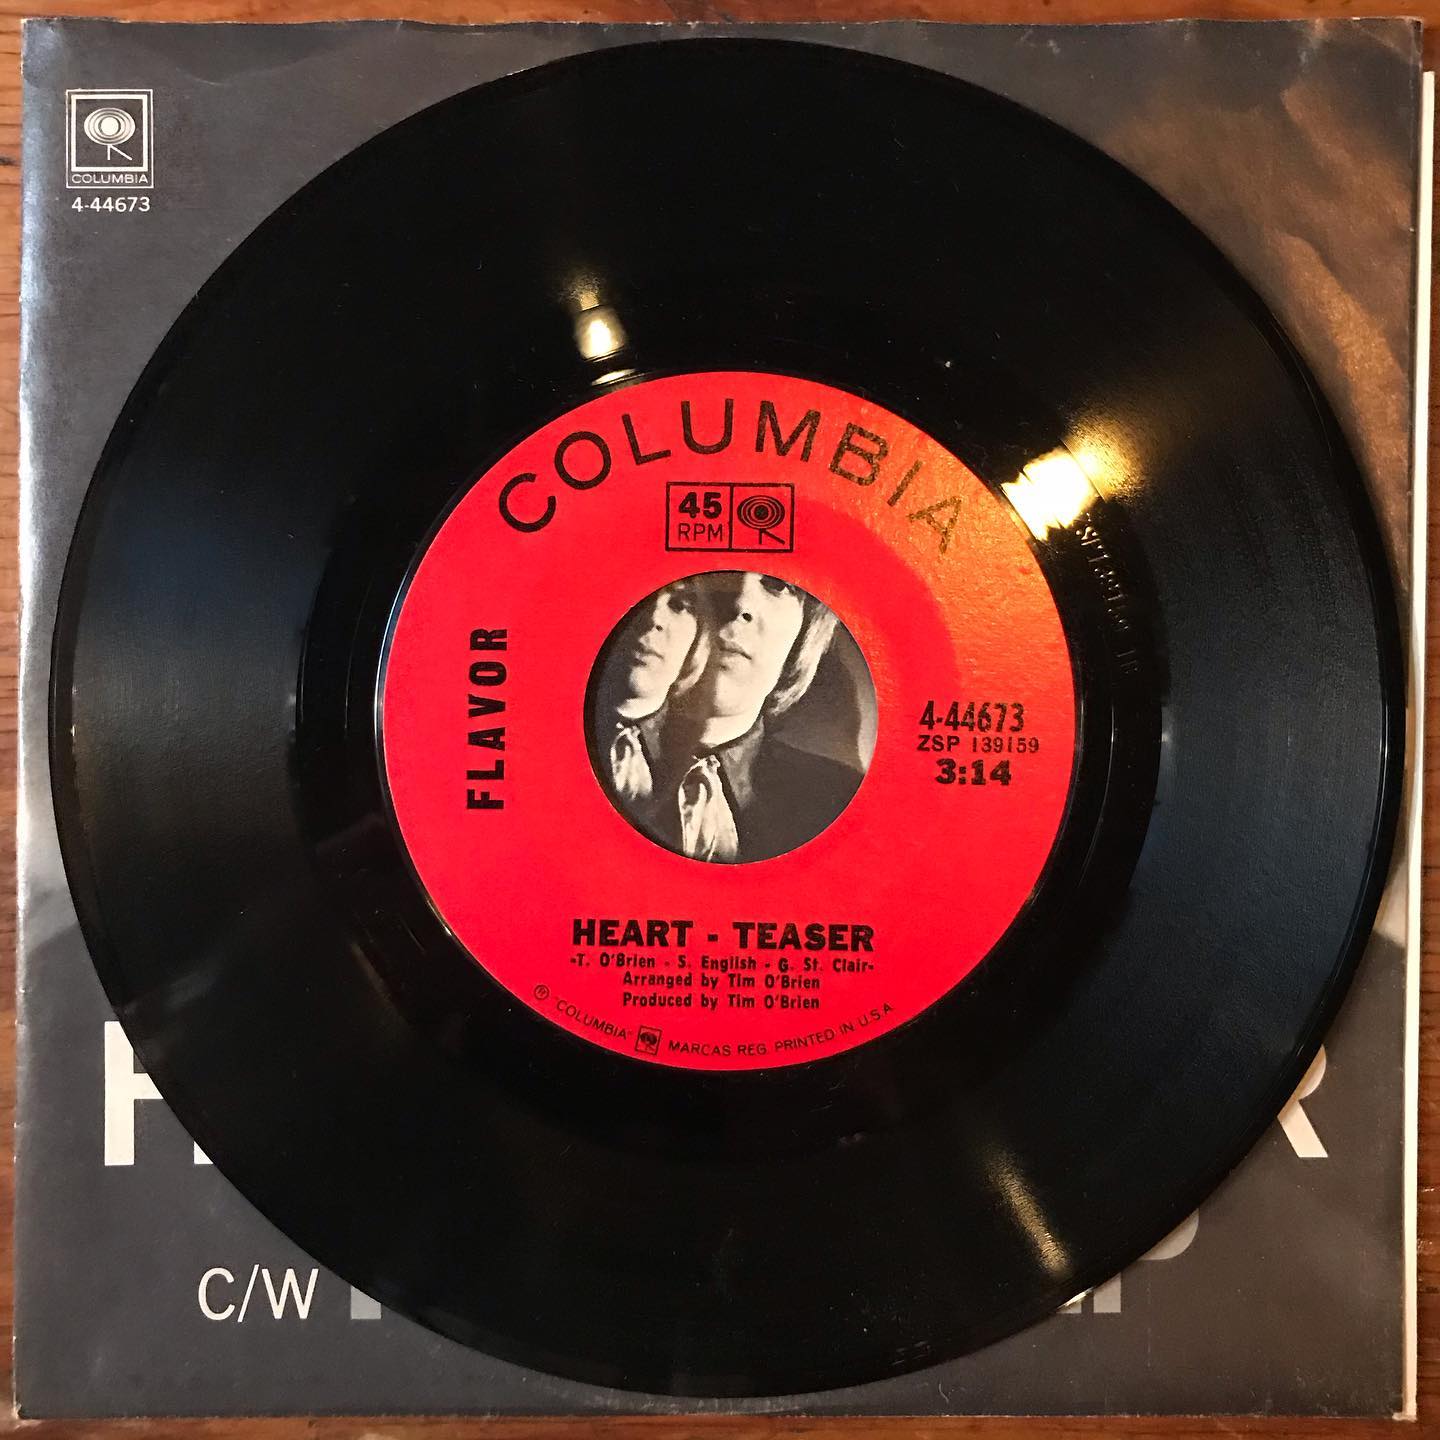 COLUMBIA
4-44673
COLUMBIA
45
RPM
FLAVOR
4-44673
ZSP 139159
3:14
HEART - TEASER
-T. O'Brien - S. English - G. St. Clair-
Arranged by Tim O'Brien
Produced by Tim O'Brien
® "COLUMBIA" MARCAS REG. PRINTED IN U.S.A
C/W